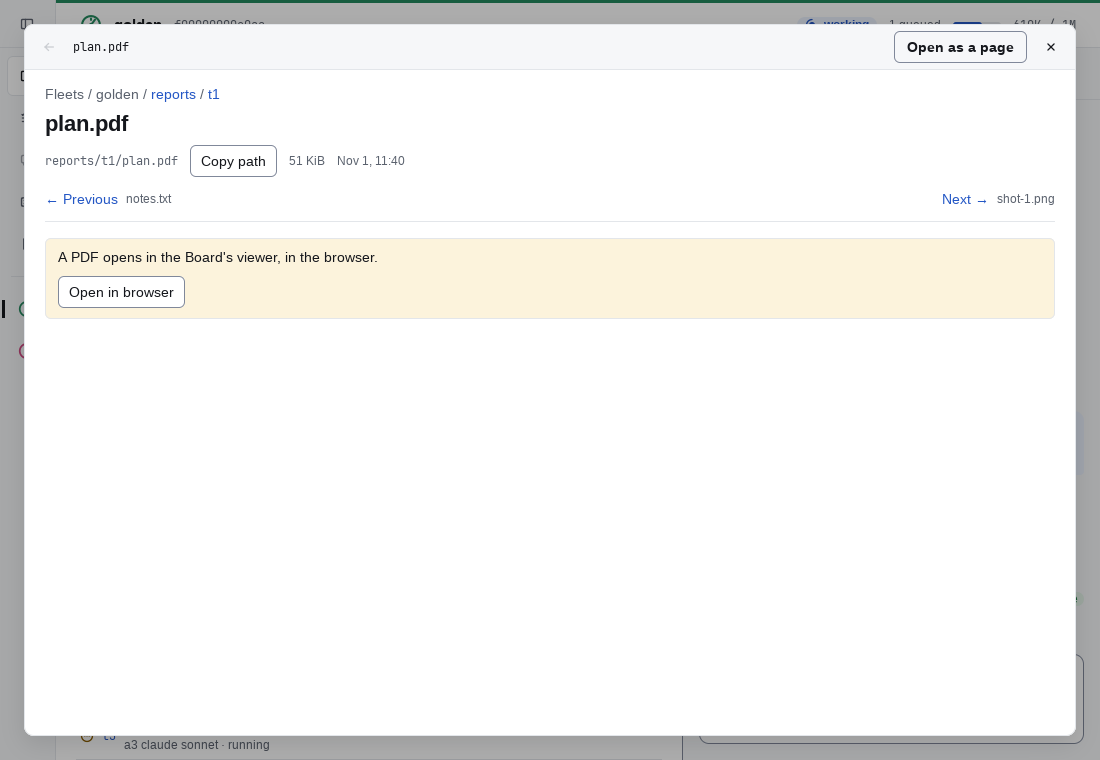 plan.pdf
Open as a page
Fleets / golden / reports / t1
plan.pdf
reports/t1/plan.pdf Copy path 51 KiB Nov 1, 11:40
← Previous notes.txt Next → shot-1.png
A PDF opens in the Board's viewer, in the browser.
Open in browser
a3 claude sonnet · running